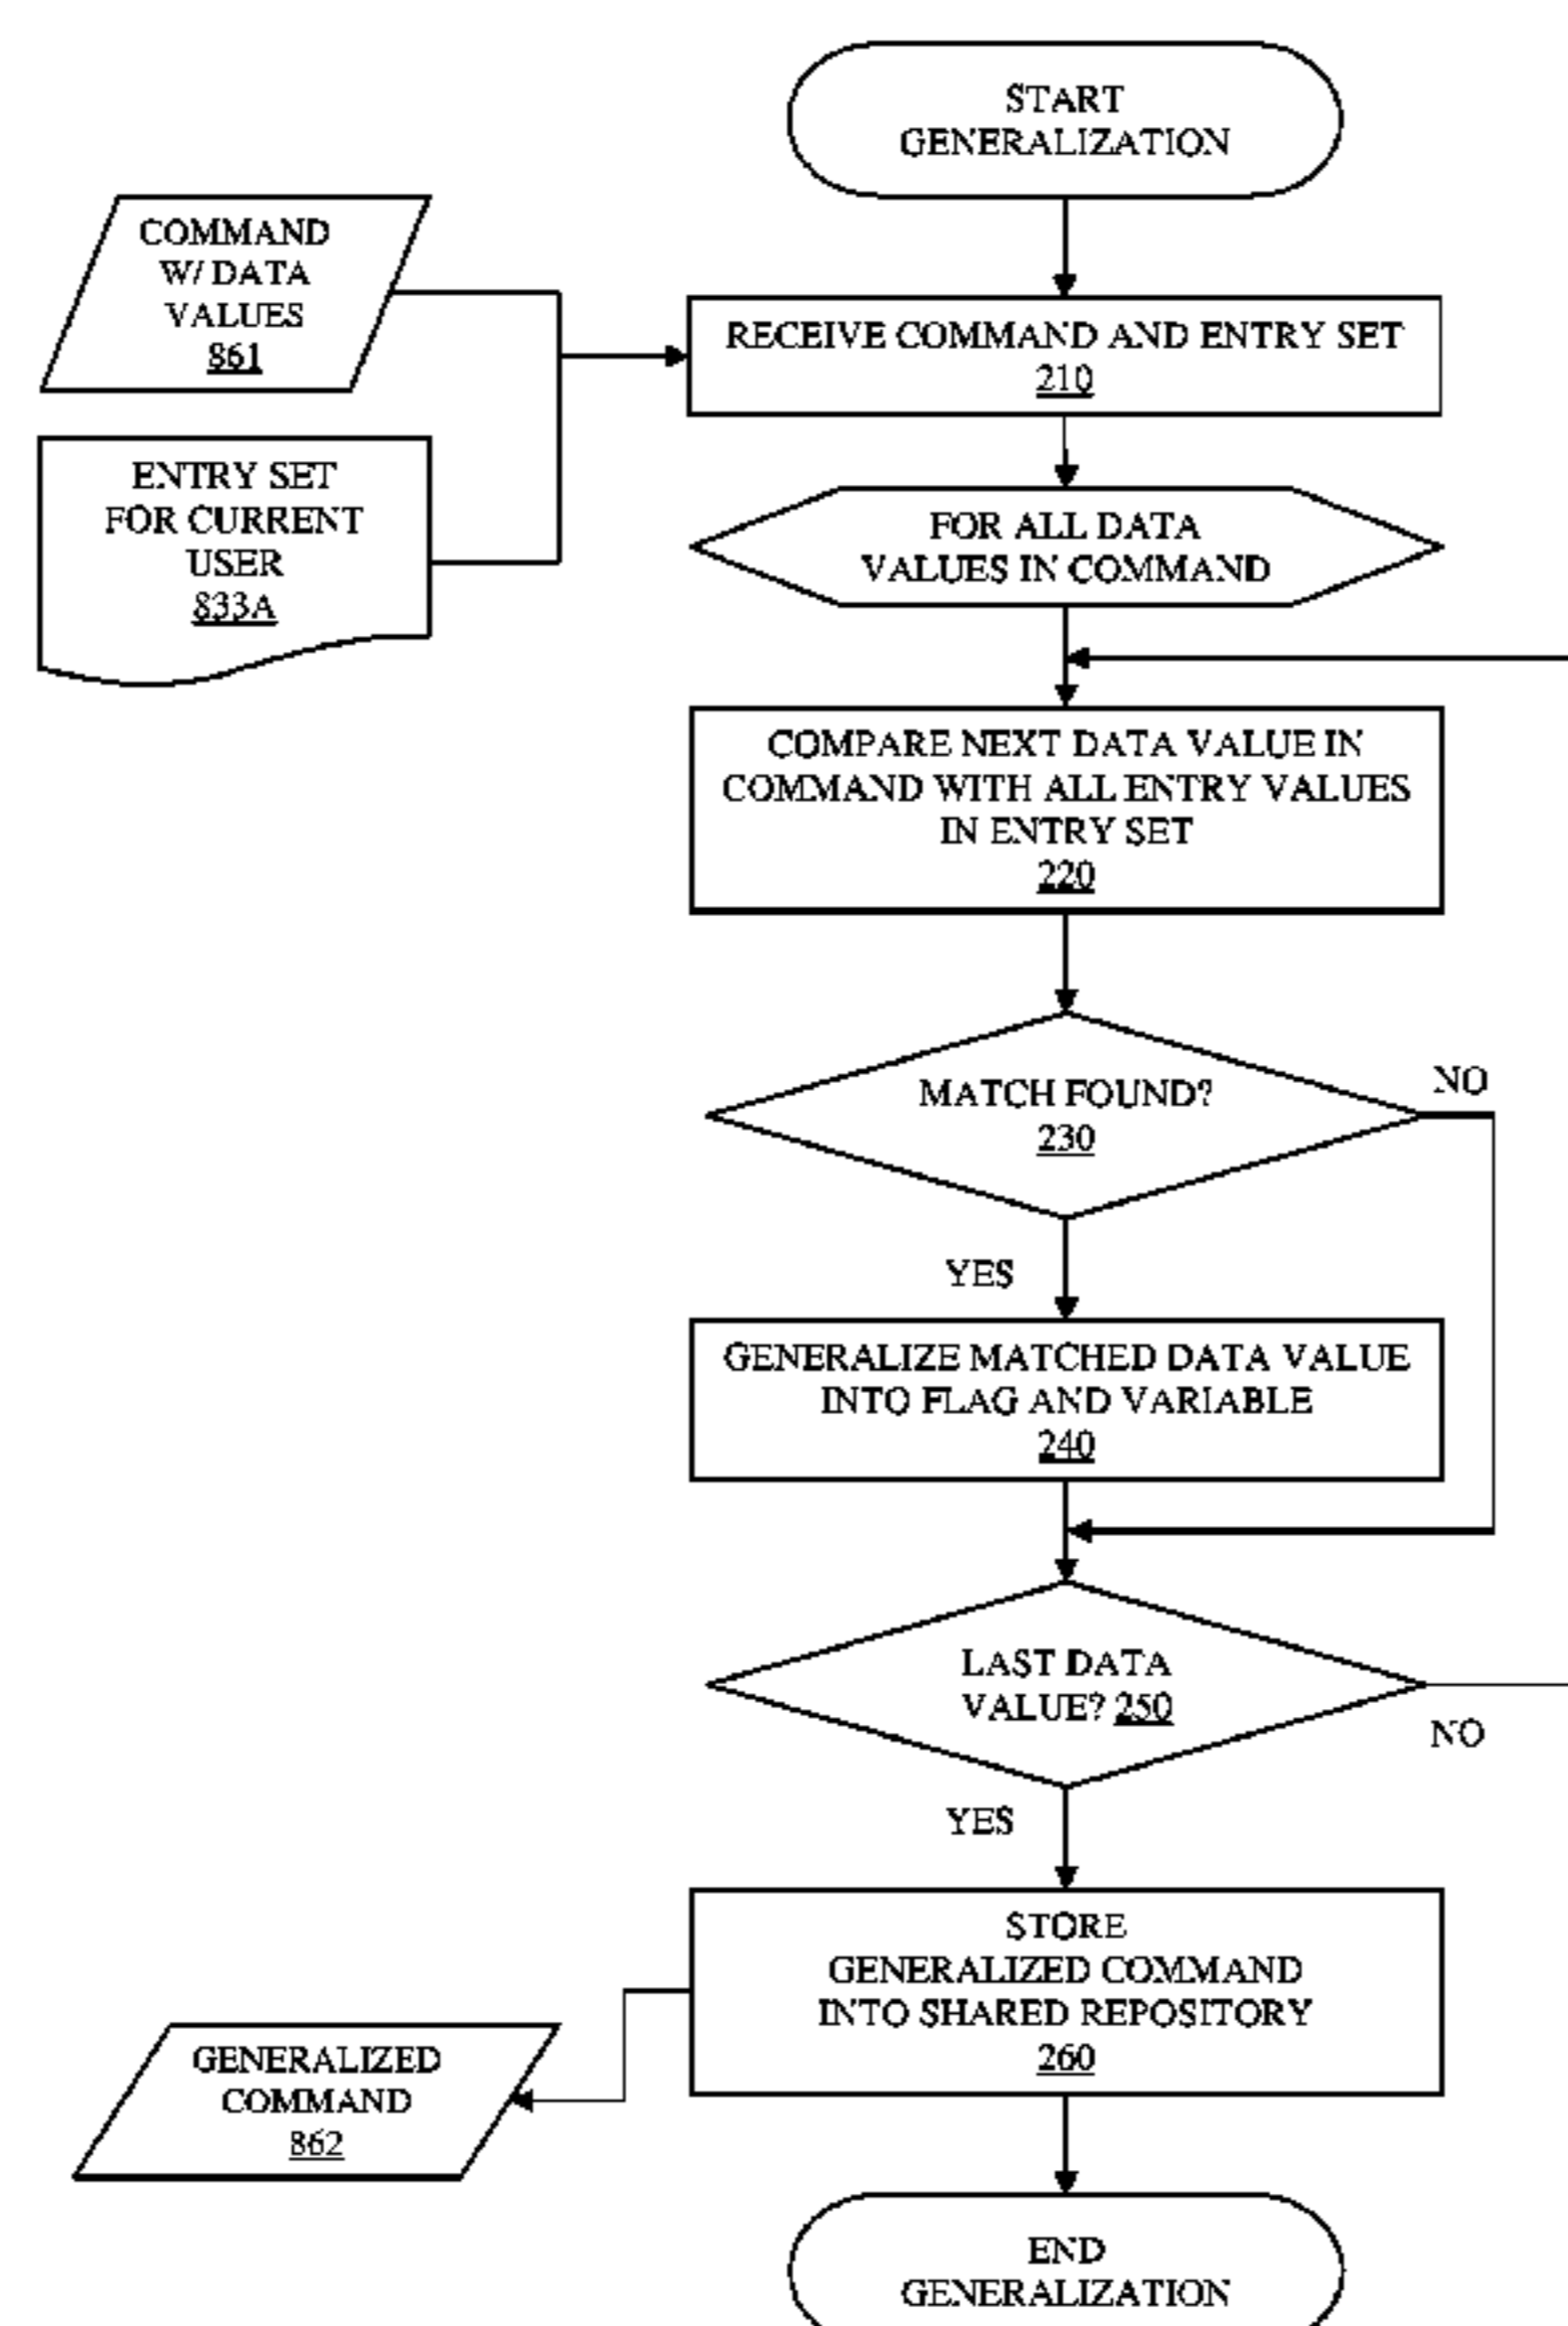 START
GENERALIZATION
COMMAND
W/ DATA
VALUES
861
RECEIVE COMMAND AND ENTRY SET
210
ENTRY SET
FOR CURRENT
USER
833A
FOR ALL DATA
VALUES IN COMMAND
COMPARE NEXT DATA VALUE IN
COMMAND WITH ALL ENTRY VALUES
IN ENTRY SET
220
MATCH FOUND?
230
NO
YES
GENERALIZE MATCHED DATA VALUE
INTO FLAG AND VARIABLE
240
LAST DATA
VALUE? 250
NO
YES
STORE
GENERALIZED COMMAND
INTO SHARED REPOSITORY
260
GENERALIZED
COMMAND
862
END
GENERALIZATION